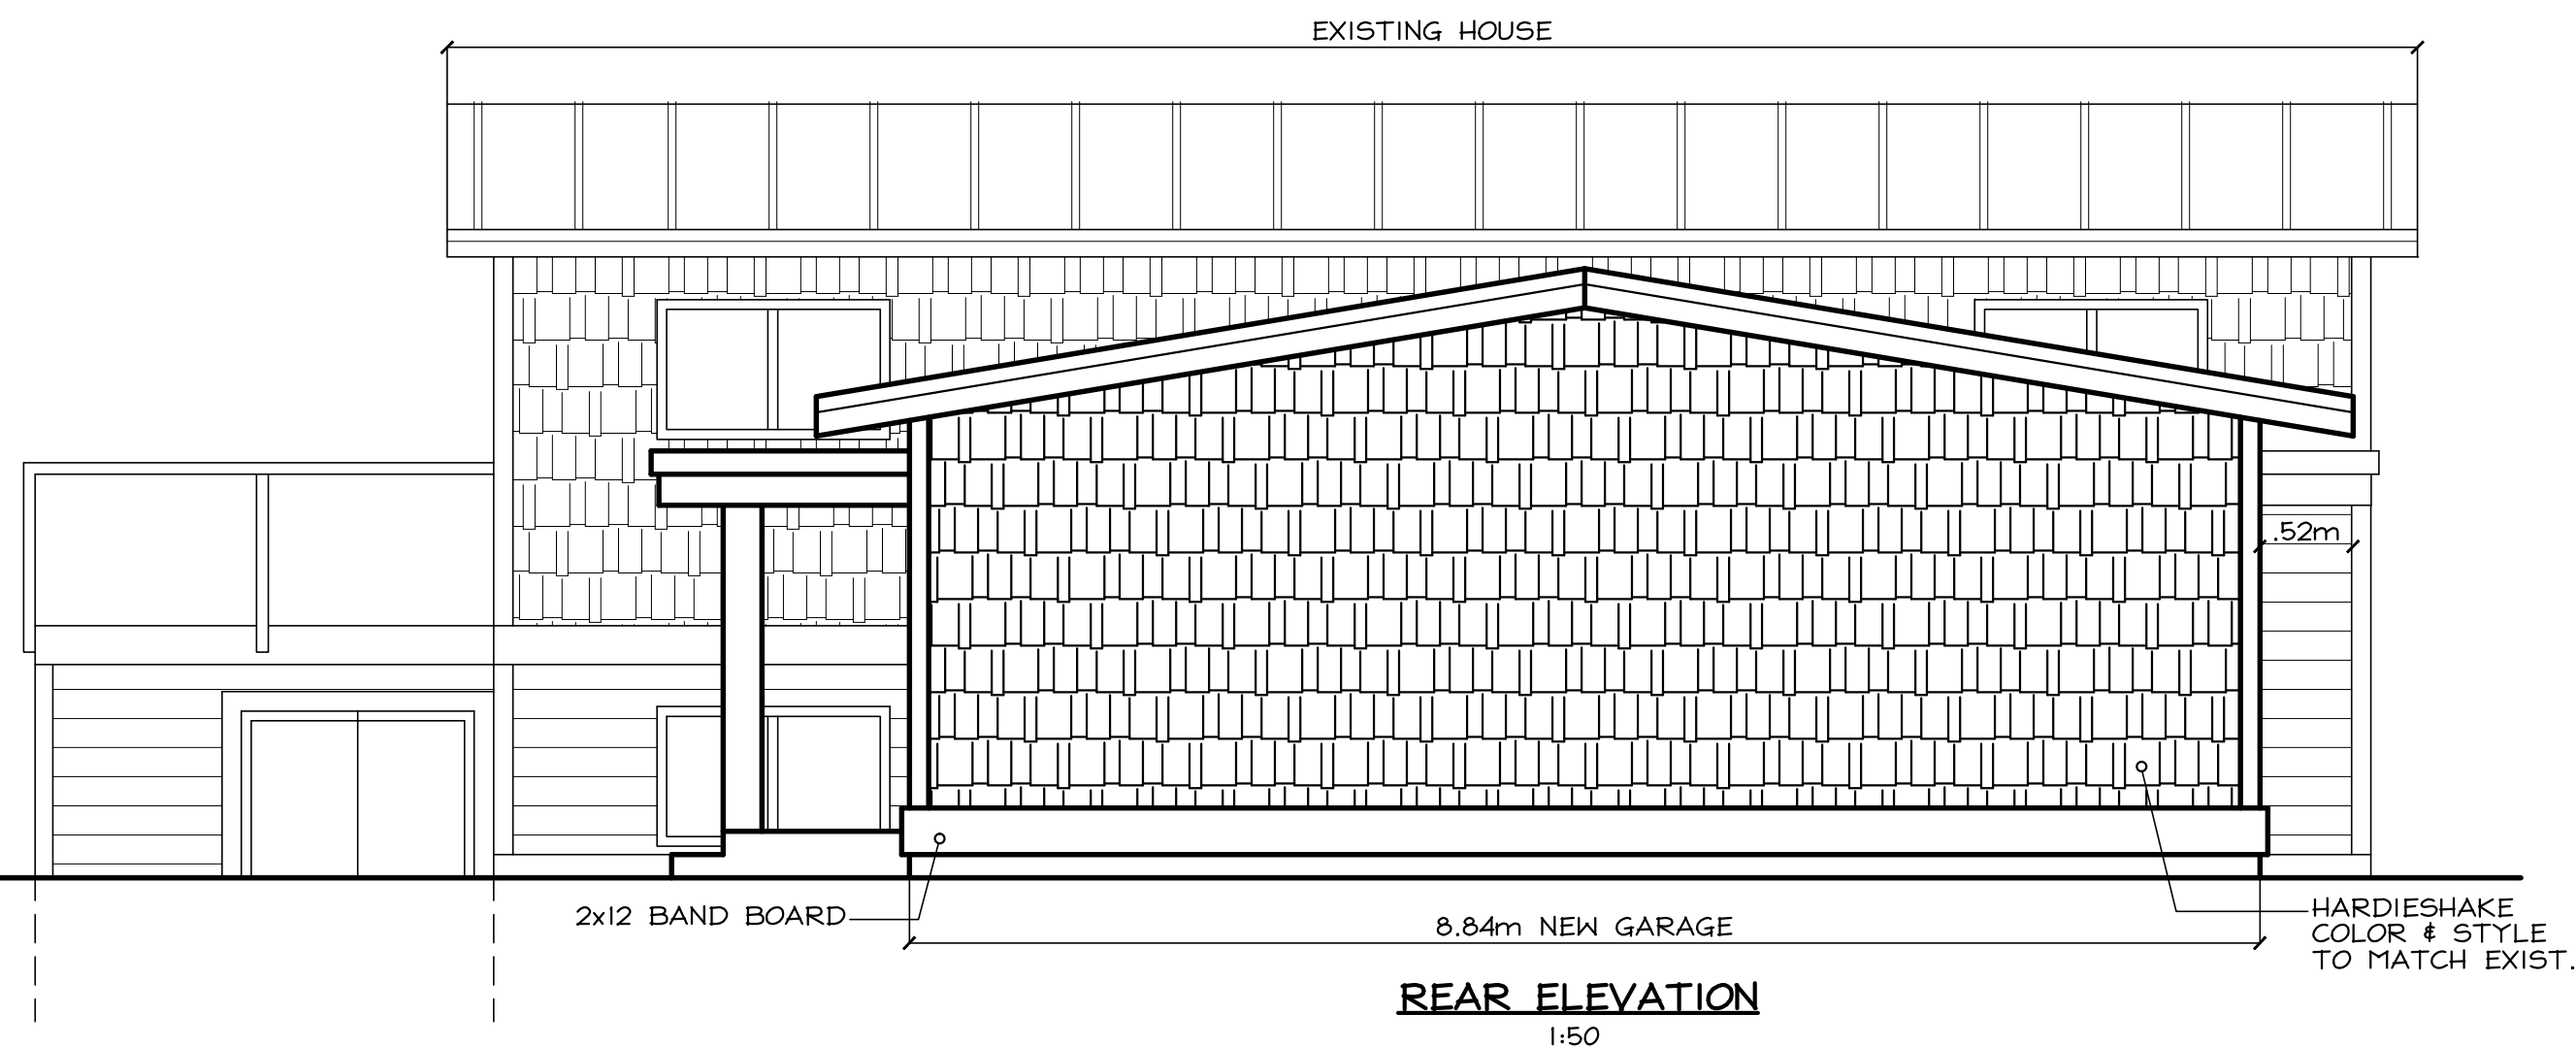 EXISTING HOUSE
.52m
2x12 BAND BOARD
8.84m NEW GARAGE
HARDIESHAKE
COLOR & STYLE
TO MATCH EXIST.
REAR ELEVATION
1:50